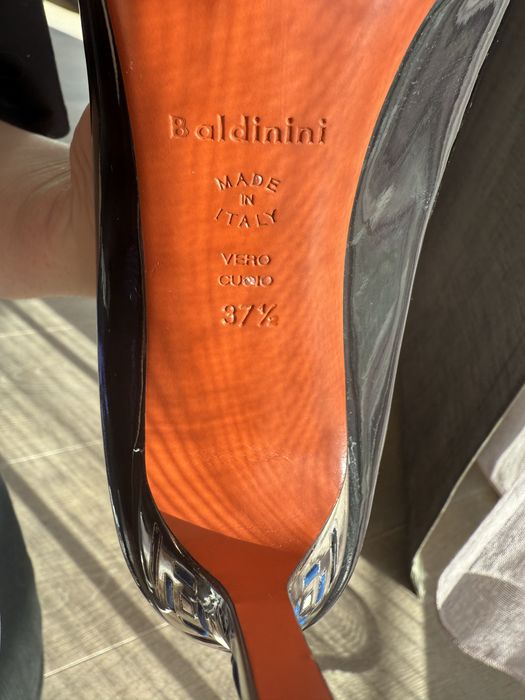 Baldinini
MADE
IN
ITALY
VERO
CUOIO
37½